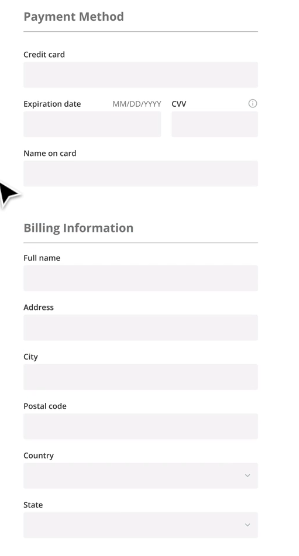 Payment Method
Credit card
Expiration date MM/DD/YYYY CVV
Name on card
Billing Information
Full name
Address
City
Postal code
Country
State